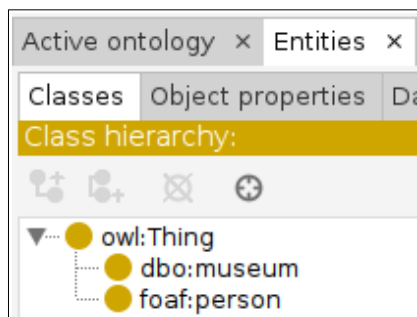 Active ontology × Entities ×
Classes Object properties Da
Class hierarchy:
owl:Thing
dbo:museum
foaf:person